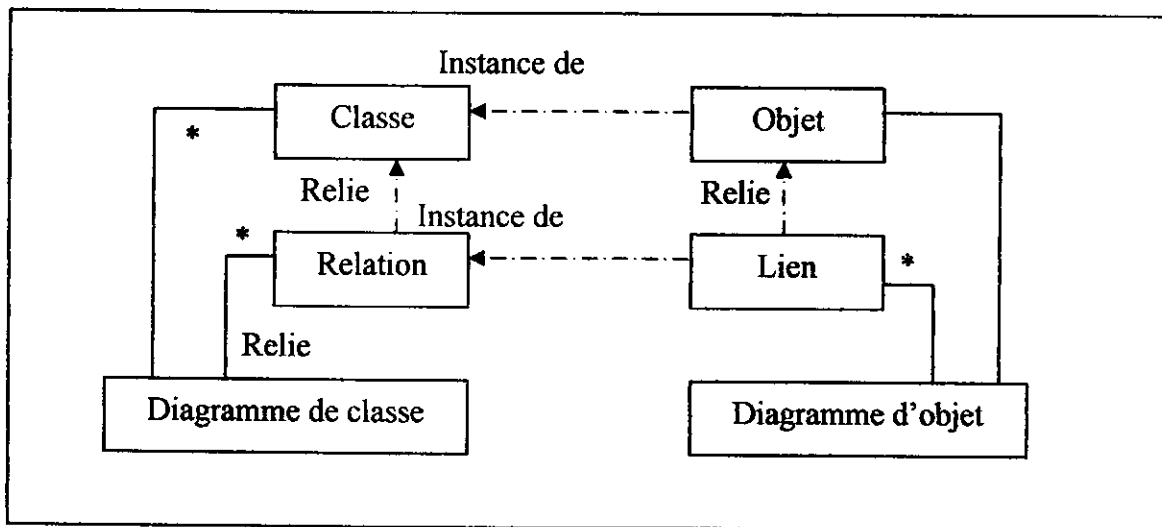 Instance de
Classe
Objet
*
Relie
Relie
Instance de
*
Relation
Lien
*
Relie
Diagramme de classe
Diagramme d'objet